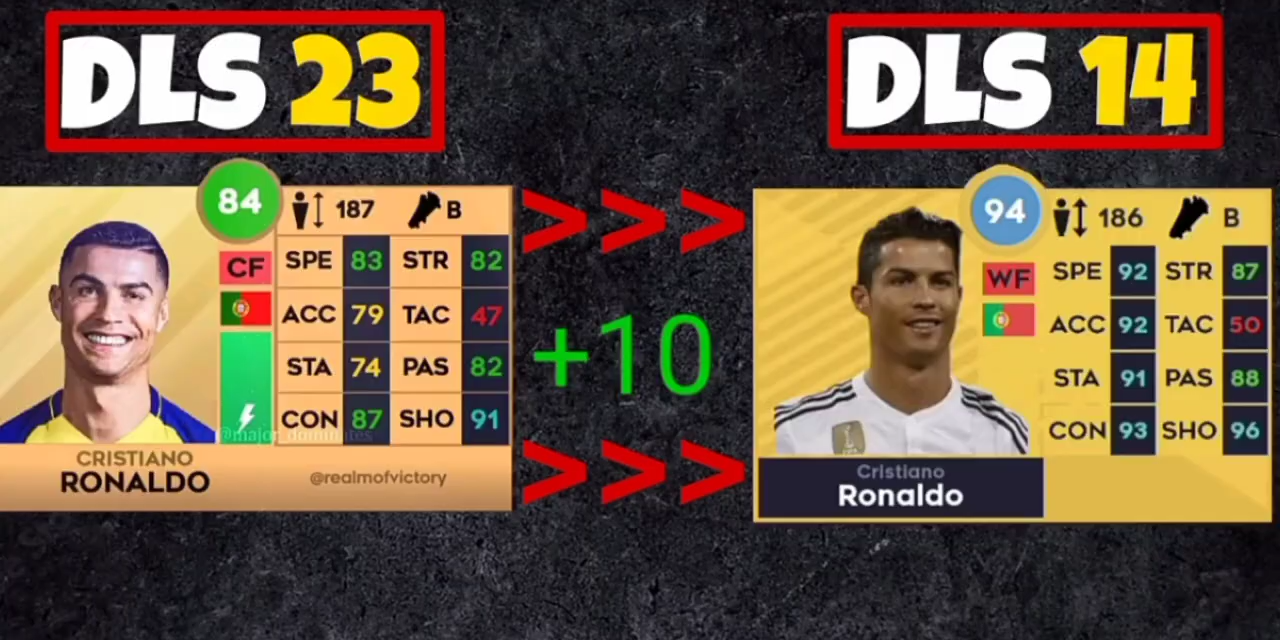 DLS 23
DLS 14
84
187
B
CF
SPE 83 STR 82
ACC 79 TAC 47
STA 74 PAS 82
CON 87 SHO 91
@major_dominates
CRISTIANO
RONALDO
@realmofvictory
>>>
+10
>>>
94
186
B
WF
SPE 92 STR 87
ACC 92 TAC 50
STA 91 PAS 88
CON 93 SHO 96
Cristiano
Ronaldo